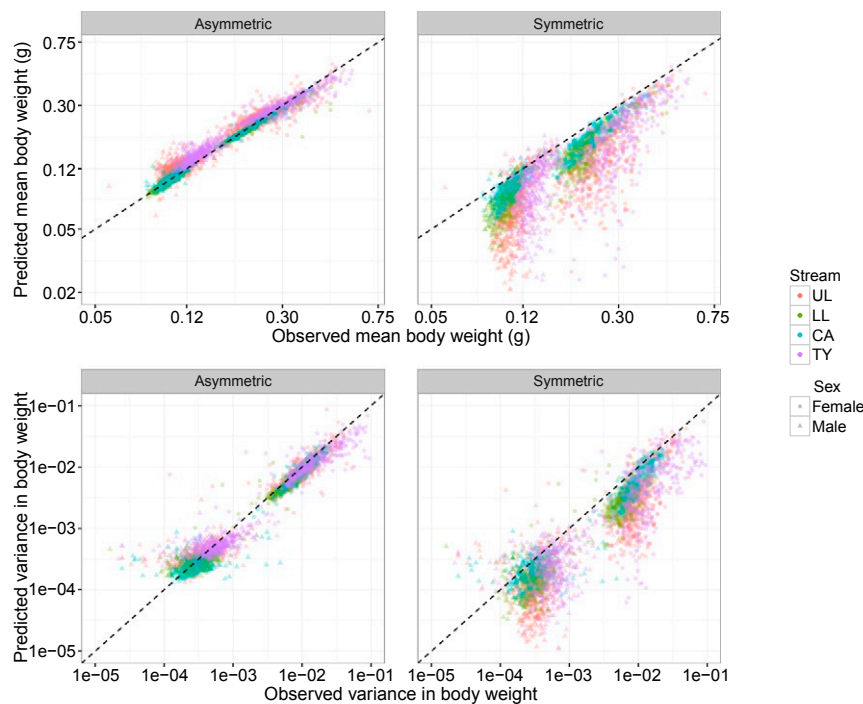 Asymmetric
Symmetric
Predicted mean body weight (g)
0.75
0.30
0.12
0.05
0.02
0.05
0.12
0.30
0.75
0.05
0.12
0.30
0.75
Observed mean body weight (g)
Stream
UL
LL
CA
TY
Sex
Female
Male
Asymmetric
Symmetric
Predicted variance in body weight
1e−01
1e−02
1e−03
1e−04
1e−05
1e−05
1e−04
1e−03
1e−02
1e−01
1e−05
1e−04
1e−03
1e−02
1e−01
Observed variance in body weight